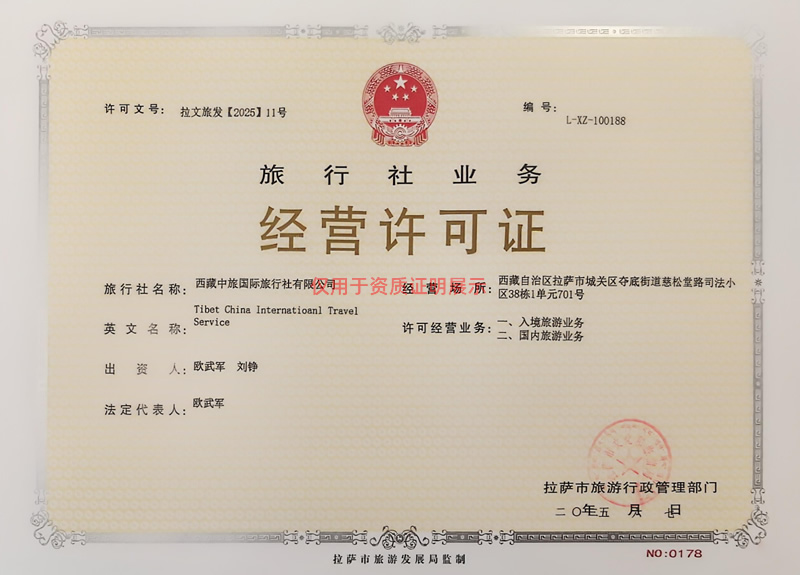 许可文号： 拉文旅发【2025】11号
编 号： L-XZ-100188
旅行社业务
经营许可证
旅行社名称： 西藏中旅国际旅行社有限公司
仅用于资质证明展示
经营场所： 西藏自治区拉萨市城关区夺底街道慈松堂路司法小
区38栋1单元701号
英文名称： Tibet China Internatioanl Travel
Service
许可经营业务： 一、入境旅游业务
二、国内旅游业务
出资人： 欧武军 刘铮
法定代表人： 欧武军
拉萨市旅游行政管理部门
二〇年五 月 七日
拉萨市旅游发展局监制
NO:0178